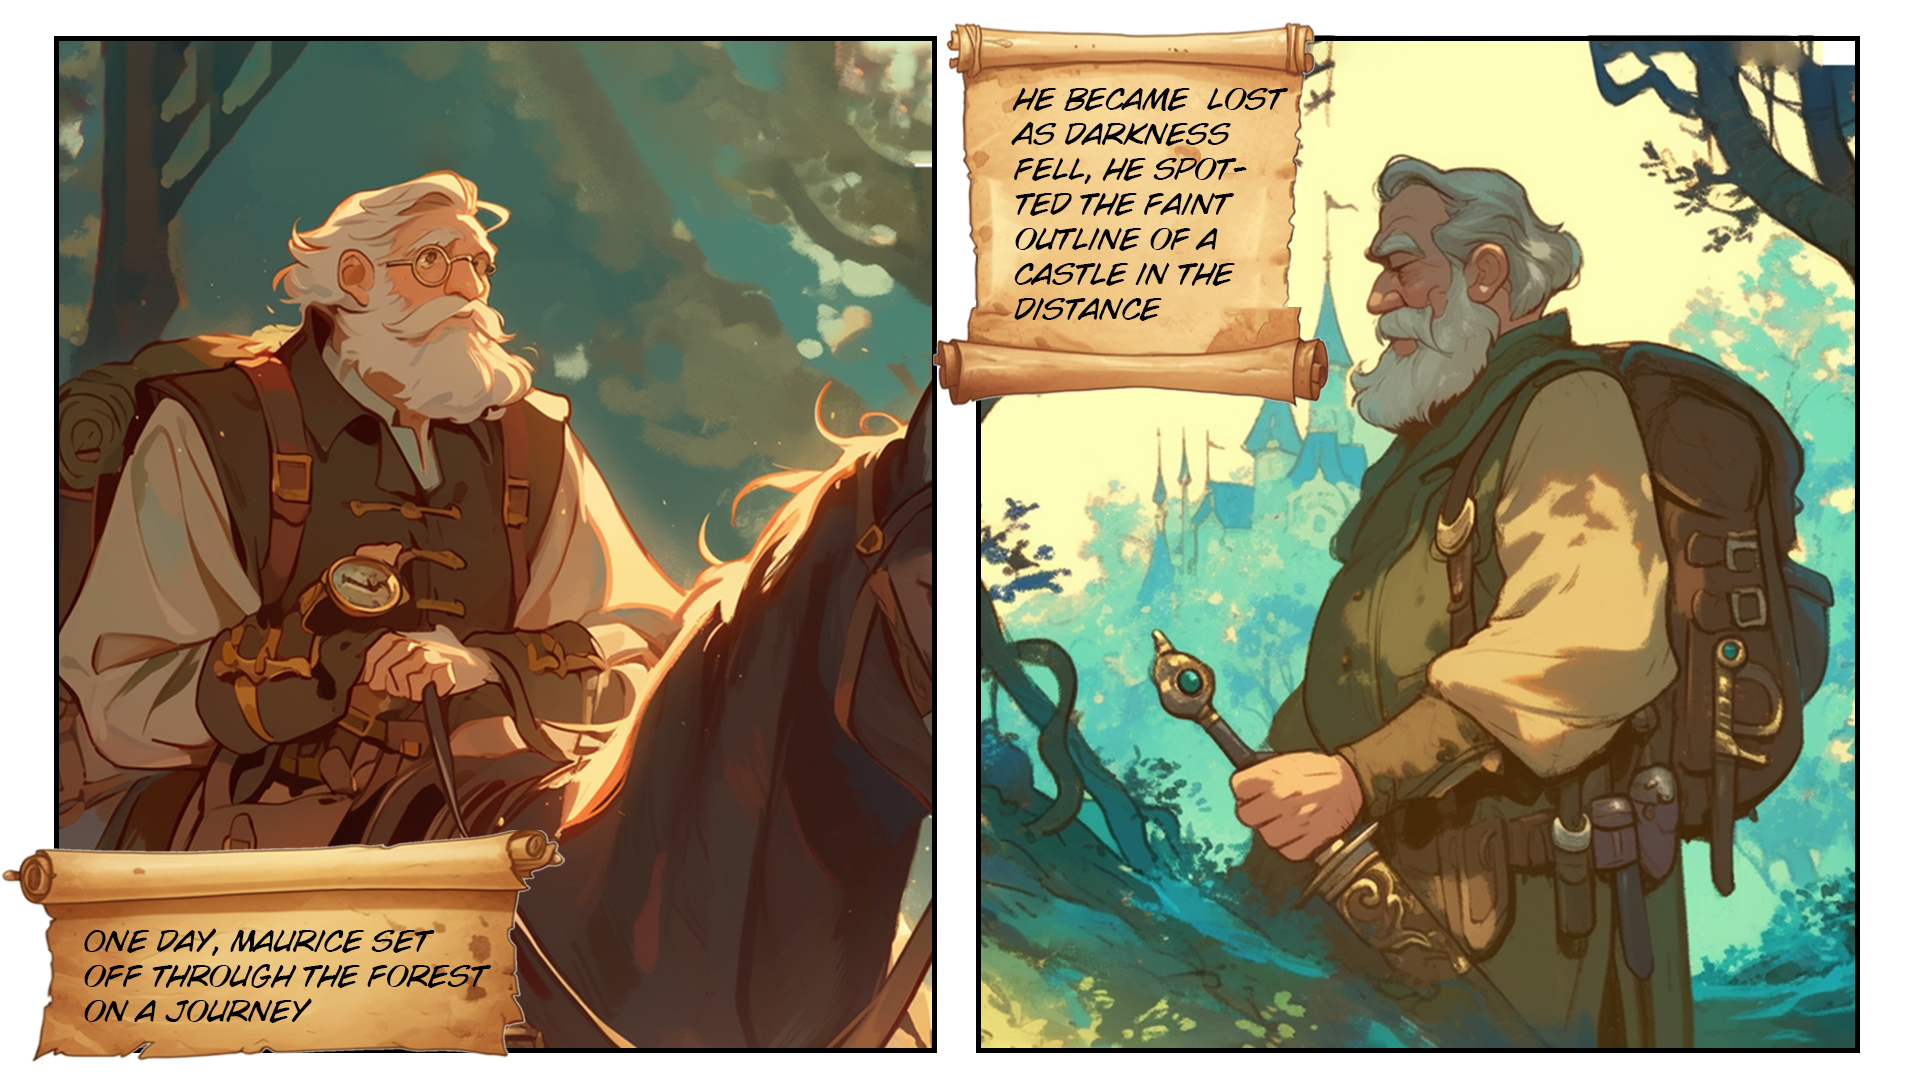 ONE DAY, MAURICE SET
OFF THROUGH THE FOREST
ON A JOURNEY
HE BECAME LOST
AS DARKNESS
FELL, HE SPOT-
TED THE FAINT
OUTLINE OF A
CASTLE IN THE
DISTANCE